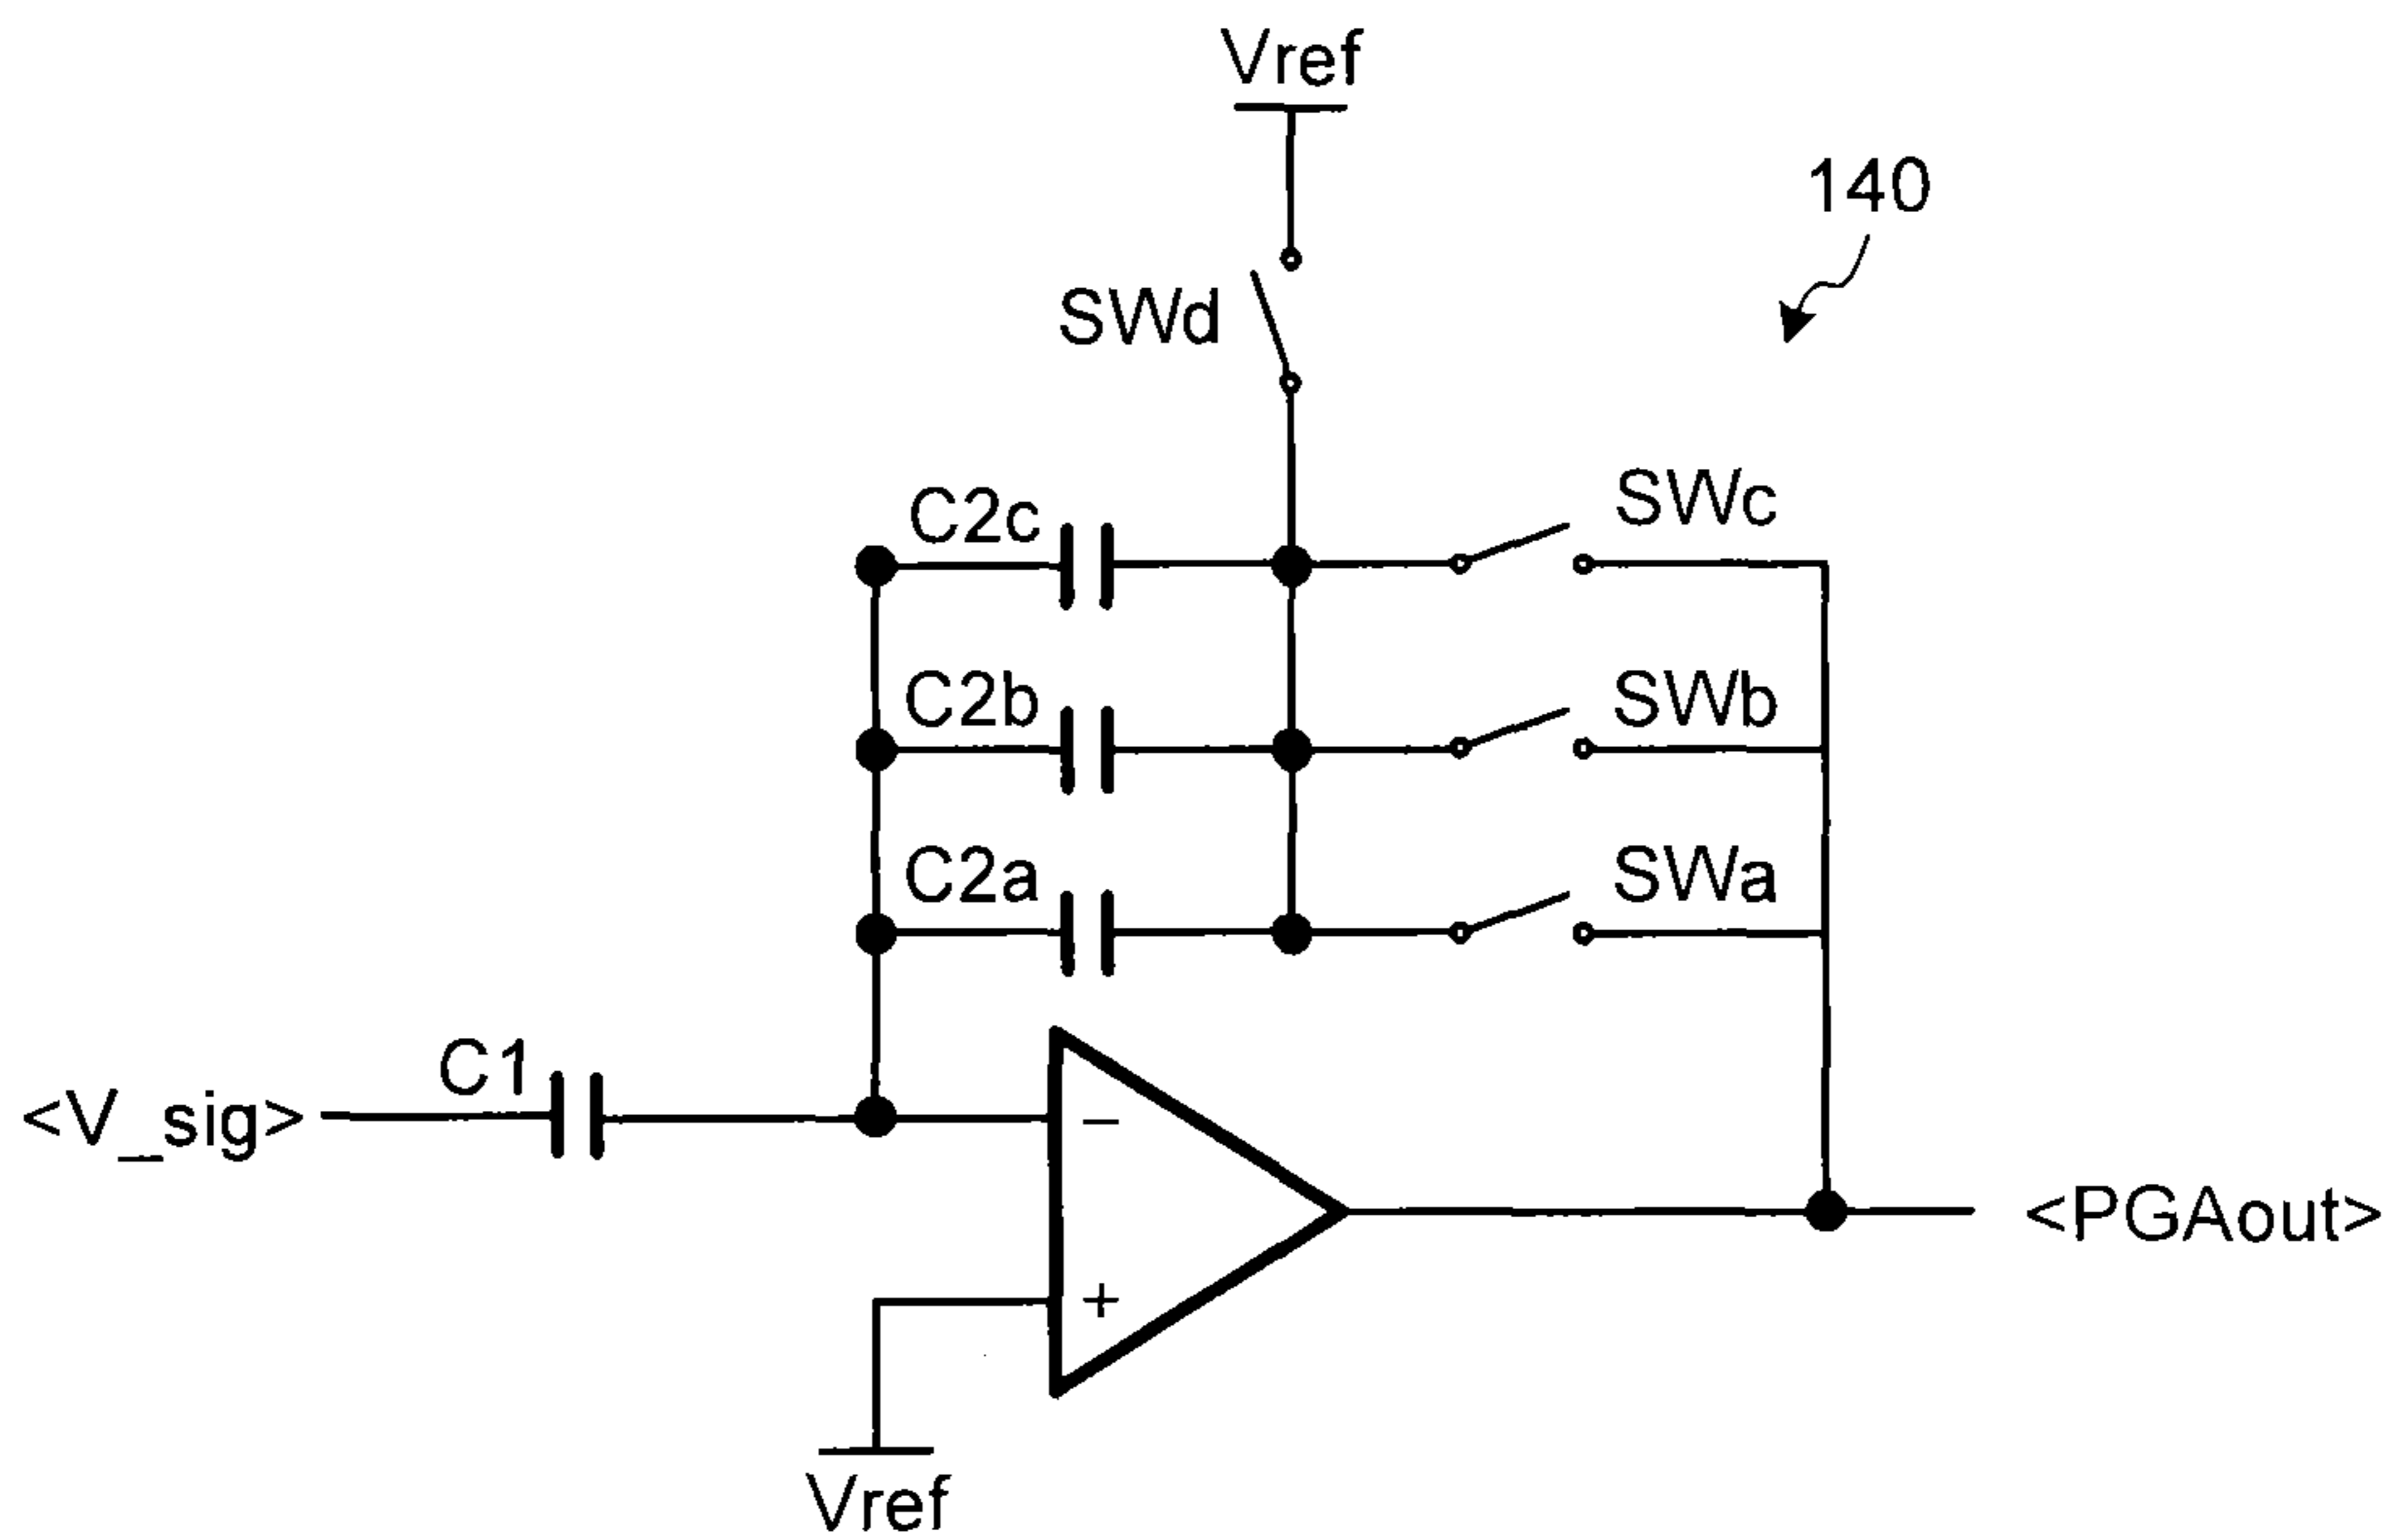 Vref
140
SWd
C2c
SWc
C2b
SWb
C2a
SWa
C1
<V_sig>
−
<PGAout>
+
Vref